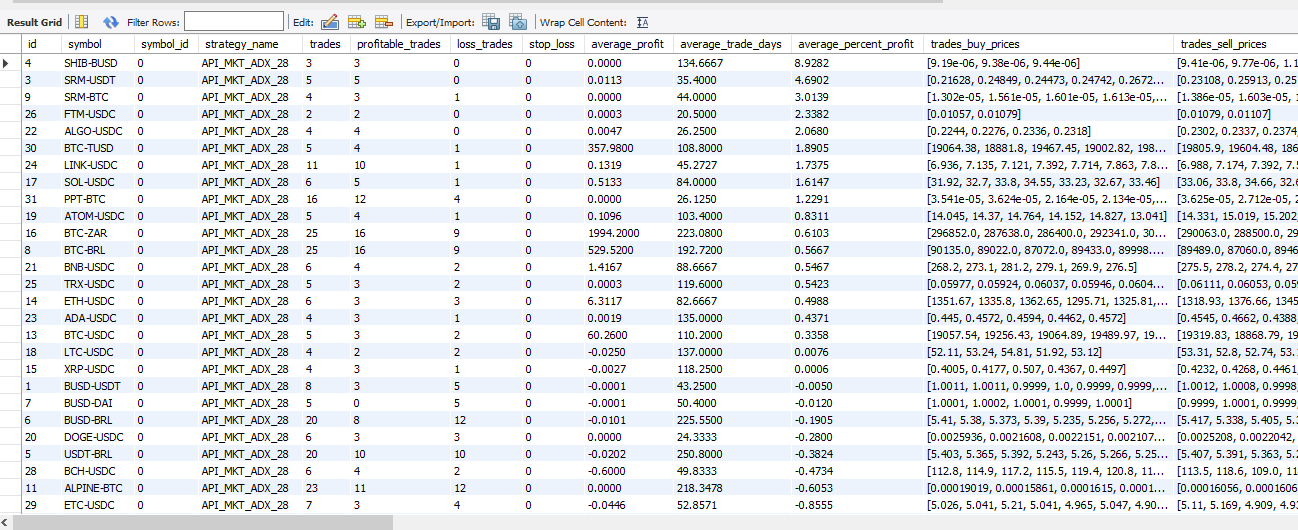 Result Grid Filter Rows: Edit: Export/Import: Wrap Cell Content:
id symbol symbol_id strategy_name trades profitable_trades loss_trades stop_loss average_profit average_trade_days average_percent_profit trades_buy_prices trades_sell_prices
4 SHIB-BUSD 0 API_MKT_ADX_28 3 3 0 0 0.0000 134.6667 8.9282 [9.19e-06, 9.38e-06, 9.44e-06] [9.41e-06, 9.77e-06, 1.1
3 SRM-USDT 0 API_MKT_ADX_28 5 5 0 0 0.0113 35.4000 4.6902 [0.21628, 0.24849, 0.24473, 0.24742, 0.2672... [0.23108, 0.25913, 0.25
9 SRM-BTC 0 API_MKT_ADX_28 4 3 1 0 0.0000 44.0000 3.0139 [1.302e-05, 1.561e-05, 1.601e-05, 1.613e-05,... [1.386e-05, 1.603e-05, 1
26 FTM-USDC 0 API_MKT_ADX_28 2 2 0 0 0.0003 20.5000 2.3382 [0.01057, 0.01079] [0.01079, 0.01107]
22 ALGO-USDC 0 API_MKT_ADX_28 4 4 0 0 0.0047 26.2500 2.0680 [0.2244, 0.2276, 0.2336, 0.2318] [0.2302, 0.2337, 0.2374,
30 BTC-TUSD 0 API_MKT_ADX_28 5 4 1 0 357.9800 108.8000 1.8905 [19064.38, 18881.8, 19467.45, 19002.82, 198... [19805.9, 19604.48, 186
24 LINK-USDC 0 API_MKT_ADX_28 11 10 1 0 0.1319 45.2727 1.7375 [6.936, 7.135, 7.121, 7.392, 7.714, 7.863, 7.8... [6.988, 7.174, 7.392, 7.5
17 SOL-USDC 0 API_MKT_ADX_28 6 5 1 0 0.5133 84.0000 1.6147 [31.92, 32.7, 33.8, 34.55, 33.23, 32.67, 33.46] [33.06, 33.8, 34.66, 32.6
31 PPT-BTC 0 API_MKT_ADX_28 16 12 4 0 0.0000 26.1250 1.2291 [3.541e-05, 3.624e-05, 2.164e-05, 2.134e-05,... [3.625e-05, 2.712e-05, 2
19 ATOM-USDC 0 API_MKT_ADX_28 5 4 1 0 0.1096 103.4000 0.8311 [14.045, 14.37, 14.764, 14.152, 14.827, 13.041] [14.331, 15.019, 15.202,
16 BTC-ZAR 0 API_MKT_ADX_28 25 16 9 0 1994.2000 223.0800 0.6103 [296852.0, 287638.0, 286400.0, 292341.0, 30... [290063.0, 288500.0, 29
8 BTC-BRL 0 API_MKT_ADX_28 25 16 9 0 529.5200 192.7200 0.5667 [90135.0, 89022.0, 87072.0, 89433.0, 89998.... [89489.0, 87060.0, 8946
21 BNB-USDC 0 API_MKT_ADX_28 6 4 2 0 1.4167 88.6667 0.5467 [268.2, 273.1, 281.2, 279.1, 269.9, 276.5] [275.5, 278.2, 274.4, 27
25 TRX-USDC 0 API_MKT_ADX_28 5 3 2 0 0.0003 119.6000 0.5423 [0.05977, 0.05924, 0.06037, 0.05946, 0.0604... [0.06111, 0.06053, 0.05
14 ETH-USDC 0 API_MKT_ADX_28 6 3 3 0 6.3117 82.6667 0.4988 [1351.67, 1335.8, 1362.65, 1295.71, 1325.81,... [1318.93, 1376.66, 1345
23 ADA-USDC 0 API_MKT_ADX_28 4 3 1 0 0.0019 135.0000 0.4371 [0.445, 0.4572, 0.4594, 0.4462, 0.4572] [0.4545, 0.4662, 0.4388,
13 BTC-USDC 0 API_MKT_ADX_28 5 3 2 0 60.2600 110.2000 0.3358 [19057.54, 19256.43, 19064.89, 19489.97, 19... [19319.83, 18868.79, 19
18 LTC-USDC 0 API_MKT_ADX_28 4 2 2 0 -0.0250 137.0000 0.0076 [52.11, 53.24, 54.81, 51.92, 53.12] [53.31, 52.8, 52.74, 53.1
15 XRP-USDC 0 API_MKT_ADX_28 4 3 1 0 -0.0027 118.2500 0.0006 [0.4005, 0.4177, 0.507, 0.4367, 0.4497] [0.4232, 0.4268, 0.4461,
1 BUSD-USDT 0 API_MKT_ADX_28 8 3 5 0 -0.0001 43.2500 -0.0050 [1.0011, 1.0011, 0.9999, 1.0, 0.9999, 0.9999,... [1.0012, 1.0008, 0.9998,
7 BUSD-DAI 0 API_MKT_ADX_28 5 0 5 0 -0.0001 50.4000 -0.0120 [1.0001, 1.0002, 1.0001, 0.9999, 1.0001] [0.9999, 1.0001, 0.9999,
6 BUSD-BRL 0 API_MKT_ADX_28 20 8 12 0 -0.0101 225.5500 -0.1905 [5.41, 5.38, 5.373, 5.39, 5.235, 5.256, 5.272,... [5.417, 5.338, 5.405, 5.3
20 DOGE-USDC 0 API_MKT_ADX_28 6 3 3 0 0.0000 24.3333 -0.2800 [0.0025936, 0.0021608, 0.0022151, 0.002107... [0.0025208, 0.0022042,
5 USDT-BRL 0 API_MKT_ADX_28 20 10 10 0 -0.0202 250.8000 -0.3824 [5.403, 5.365, 5.392, 5.243, 5.26, 5.266, 5.25... [5.407, 5.391, 5.363, 5.2
28 BCH-USDC 0 API_MKT_ADX_28 6 4 2 0 -0.6000 49.8333 -0.4734 [112.8, 114.9, 117.2, 115.5, 119.4, 120.8, 11... [113.5, 118.6, 109.0, 11
11 ALPINE-BTC 0 API_MKT_ADX_28 23 11 12 0 0.0000 218.3478 -0.6053 [0.00019019, 0.00015861, 0.0001615, 0.0001... [0.00016056, 0.0001606
29 ETC-USDC 0 API_MKT_ADX_28 7 3 4 0 -0.0446 52.8571 -0.8555 [5.026, 5.041, 5.21, 5.041, 4.965, 5.047, 4.90... [5.11, 5.169, 4.909, 4.93